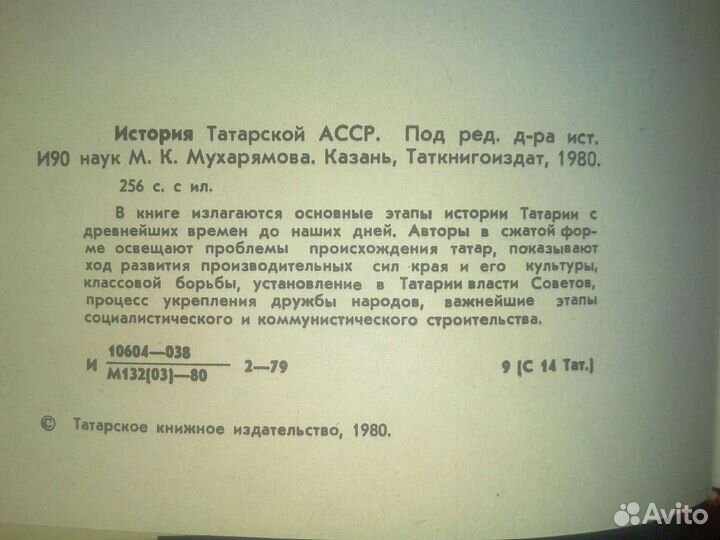 История Татарской АССР. Под ред. д-ра ист.
И90 наук М. К. Мухарямова. Казань, Таткнигоиздат, 1980.
256 с. с ил.
В книге излагаются основные этапы истории Татарии с
древнейших времен до наших дней. Авторы в сжатой фор-
ме освещают проблемы происхождения татар, показывают
ход развития производительных сил края и его культуры,
классовой борьбы, установление в Татарии власти Советов,
процесс укрепления дружбы народов, важнейшие этапы
социалистического и коммунистического строительства.
10604—038
И М132(03)—80 2—79 9 (С 14 Тат.)
© Татарское книжное издательство, 1980.
Avito